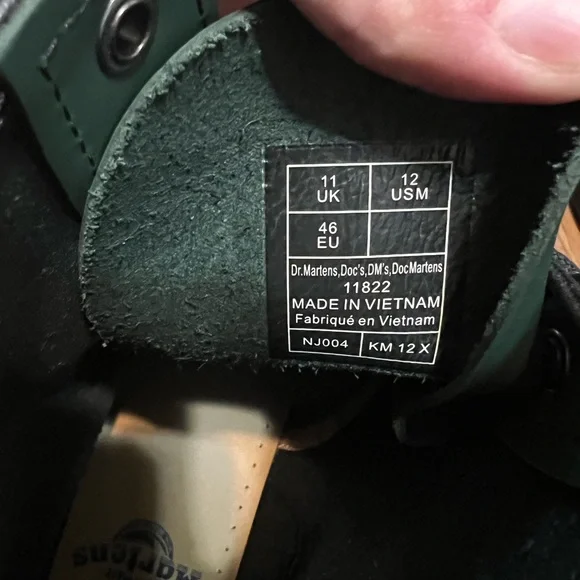 11
UK
12
USM
46
EU
Dr.Martens,Doc's,DM's,DocMartens
11822
MADE IN VIETNAM
Fabriqué en Vietnam
NJ004
KM 12 X
Martens